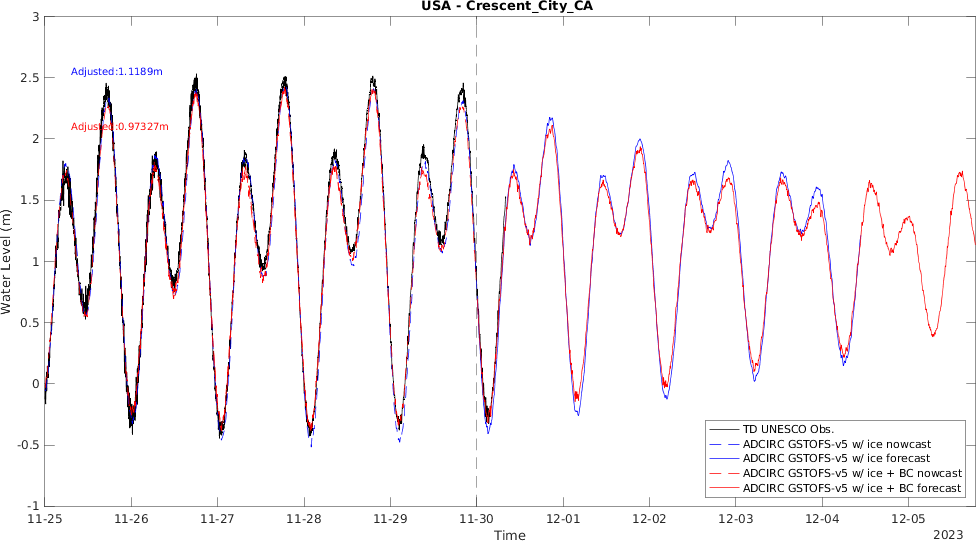 USA - Crescent_City_CA
3
2.5
2
1.5
1
0.5
0
-0.5
-1
Water Level (m)
Adjusted:1.1189m
Adjusted:0.97327m
TD UNESCO Obs.
ADCIRC GSTOFS-v5 w/ ice nowcast
ADCIRC GSTOFS-v5 w/ ice forecast
ADCIRC GSTOFS-v5 w/ ice + BC nowcast
ADCIRC GSTOFS-v5 w/ ice + BC forecast
11-25 11-26 11-27 11-28 11-29 11-30 12-01 12-02 12-03 12-04 12-05
Time
2023